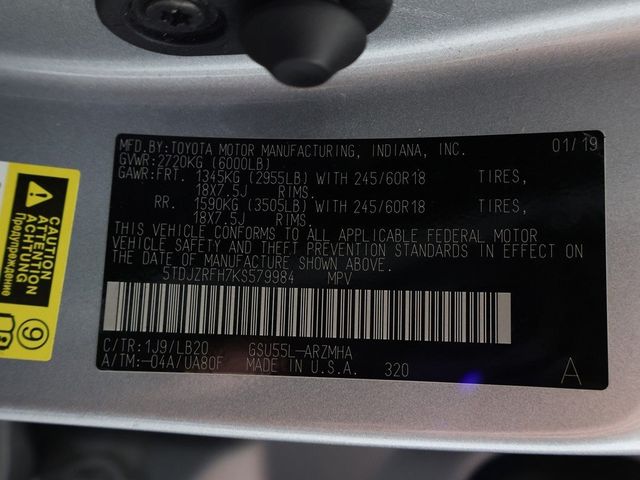 MFD.BY:TOYOTA MOTOR MANUFACTURING, INDIANA, INC. 01/19
GVWR:2720KG (6000LB)
GAWR:FRT. 1345KG (2955LB) WITH 245/60R18 TIRES,
18X7.5J RIMS.
RR. 1590KG (3505LB) WITH 245/60R18 TIRES,
18X7.5J RIMS.
THIS VEHICLE CONFORMS TO ALL APPLICABLE FEDERAL MOTOR
VEHICLE SAFETY AND THEFT PREVENTION STANDARDS IN EFFECT ON
THE DATE OF MANUFACTURE SHOWN ABOVE.
5TDJZRFH7KS579984 MPV
C/TR:1J9/LB20 GSU55L-ARZMHA
A/TM:-04A/UA80F MADE IN U.S.A. 320 A
CAUTION
ATTENTION
ACHTUNG
Предупреждение
9